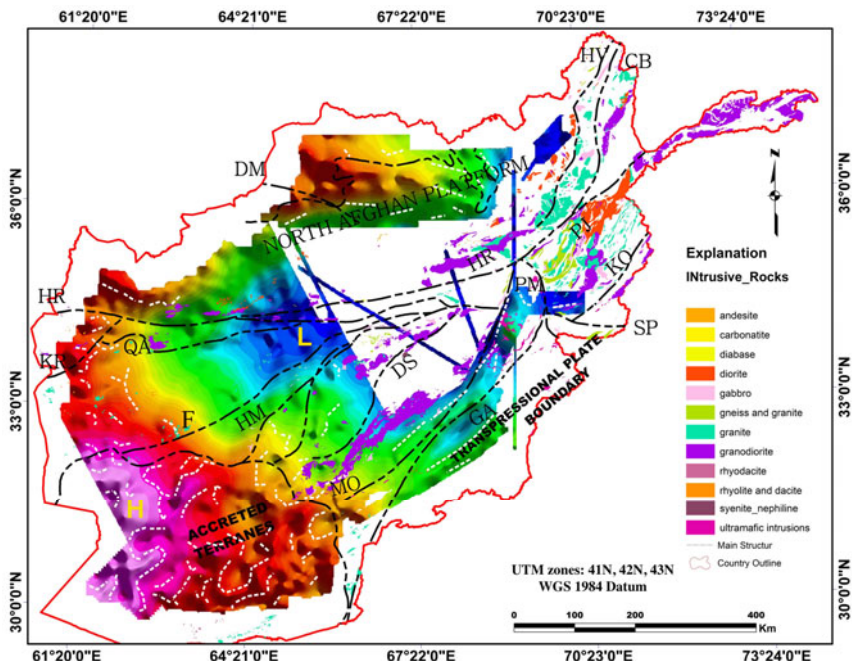 61°20'0"E 64°21'0"E 67°22'0"E 70°23'0"E 73°24'0"E
HV
CB
DM
NORTH AFGHAN PLATFORM
36°0'0"N
36°0'0"N
N
PJ
KO
HR
HR
PM
SP
QA
L
KR
DS
33°0'0"N
33°0'0"N
F
HM
GA
TRANSPRESSIONAL PLATE
BOUNDARY
MO
H
ACCRETED
TERRANES
30°0'0"N
30°0'0"N
Explanation
INtrusive_Rocks
andesite
carbonatite
diabase
diorite
gabbro
gneiss and granite
granite
granodiorite
rhyodacite
rhyolite and dacite
syenite_nephiline
ultramafic intrusions
Main Structur
Country Outline
UTM zones: 41N, 42N, 43N
WGS 1984 Datum
0 200 400
Km
61°20'0"E 64°21'0"E 67°22'0"E 70°23'0"E 73°24'0"E